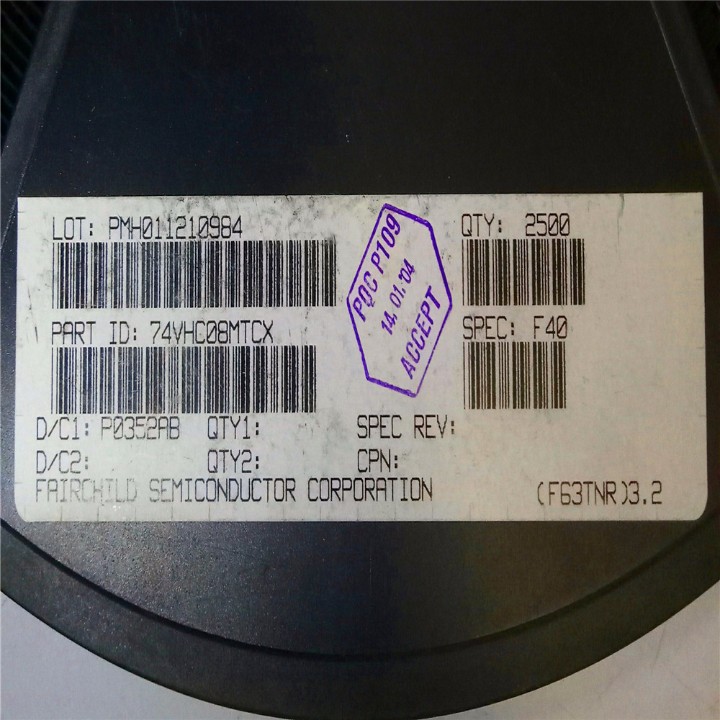 LOT: PMH011210984
QTY: 2500
PQC P109
14.01.'04
ACCEPT
PART ID: 74VHC08MTCX
SPEC: F40
D/C1: P0352AB QTY1: SPEC REV:
D/C2: QTY2: CPN:
FAIRCHILD SEMICONDUCTOR CORPORATION (F63TNR)3.2